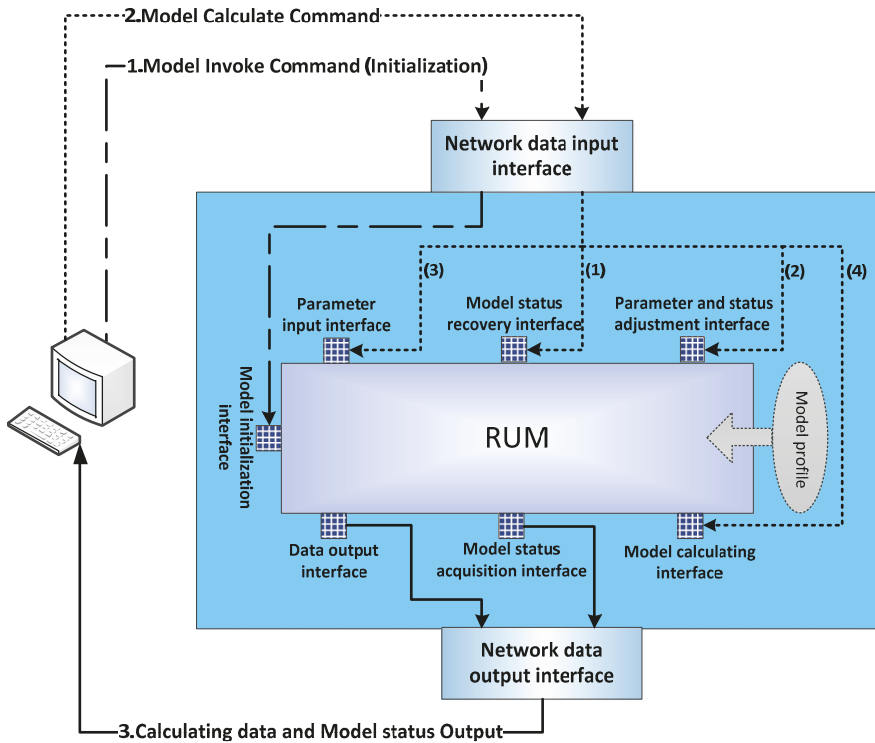 2.Model Calculate Command
1.Model Invoke Command (Initialization)
Network data input
interface
(3)
(1)
(2)
(4)
Parameter
input interface
Model status
recovery interface
Parameter and status
adjustment interface
Model initialization
interface
RUM
Model profile
Data output
interface
Model status
acquisition interface
Model calculating
interface
Network data
output interface
3.Calculating data and Model status Output